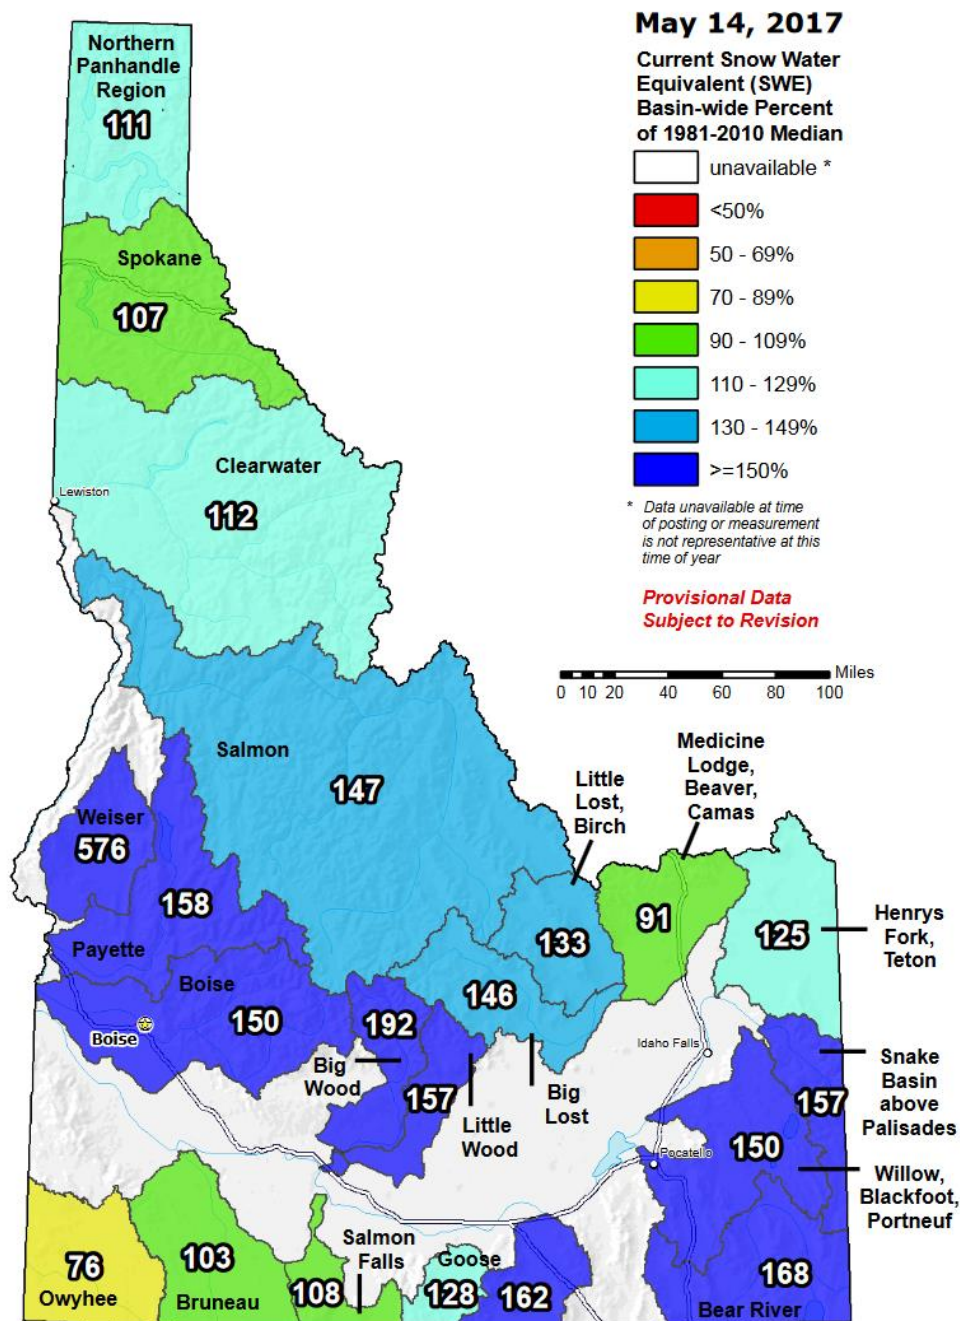 May 14, 2017
Current Snow Water
Equivalent (SWE)
Basin-wide Percent
of 1981-2010 Median
unavailable *
<50%
50 - 69%
70 - 89%
90 - 109%
110 - 129%
130 - 149%
>=150%
* Data unavailable at time
of posting or measurement
is not representative at this
time of year
Provisional Data
Subject to Revision
Miles
0 10 20 40 60 80 100
Northern
Panhandle
Region
111
Spokane
107
Clearwater
112
Lewiston
Salmon
147
Weiser
576
158
Payette
Boise
150
Boise
192
Big
Wood
157
Little
Wood
146
Big
Lost
Little
Lost,
Birch
133
Medicine
Lodge,
Beaver,
Camas
91
125
Henrys
Fork,
Teton
Idaho Falls
Snake
Basin
above
Palisades
157
150
Pocatello
Willow,
Blackfoot,
Portneuf
76
Owyhee
103
Bruneau
Salmon
Falls
108
Goose
128
162
168
Bear River